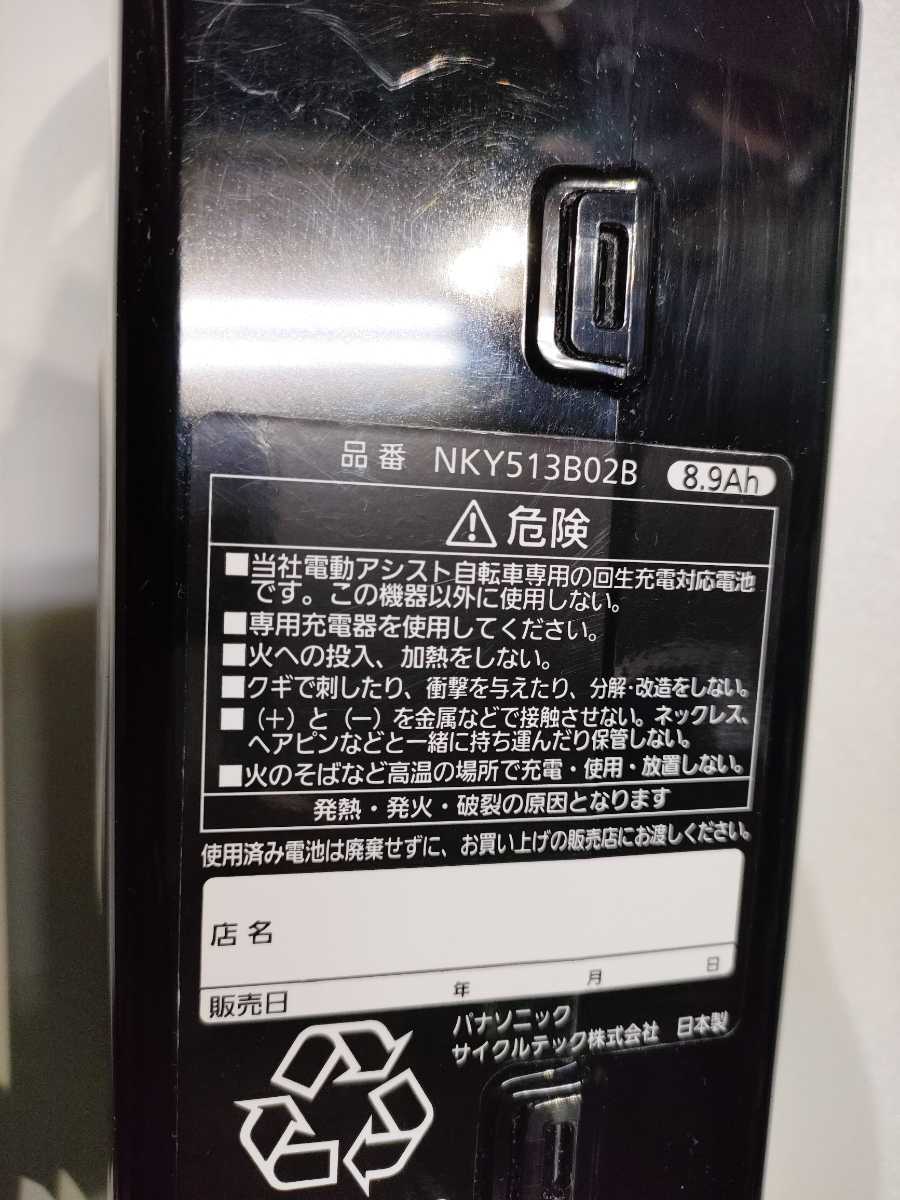 品番 NKY513B02B 8.9Ah
危険
■当社電動アシスト自転車専用の回生充電対応電池
です。この機器以外に使用しない。
■専用充電器を使用してください。
■火への投入、加熱をしない。
■クギで刺したり、衝撃を与えたり、分解・改造をしない。
■（＋）と（－）を金属などで接触させない。ネックレス、
ヘアピンなどと一緒に持ち運んだり保管しない。
■火のそばなど高温の場所で充電・使用・放置しない。
発熱・発火・破裂の原因となります
使用済み電池は廃棄せずに、お買い上げの販売店にお渡しください。
店名
販売日 年 月 日
パナソニック
サイクルテック株式会社 日本製